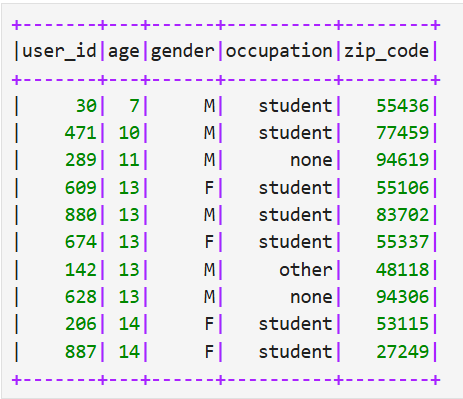 +-------+---+------+----------+--------+
|user_id|age|gender|occupation|zip_code|
+-------+---+------+----------+--------+
|     30|  7|     M|   student|   55436|
|    471| 10|     M|   student|   77459|
|    289| 11|     M|      none|   94619|
|    609| 13|     F|   student|   55106|
|    880| 13|     M|   student|   83702|
|    674| 13|     F|   student|   55337|
|    142| 13|     M|     other|   48118|
|    628| 13|     M|      none|   94306|
|    206| 14|     F|   student|   53115|
|    887| 14|     F|   student|   27249|
+-------+---+------+----------+--------+